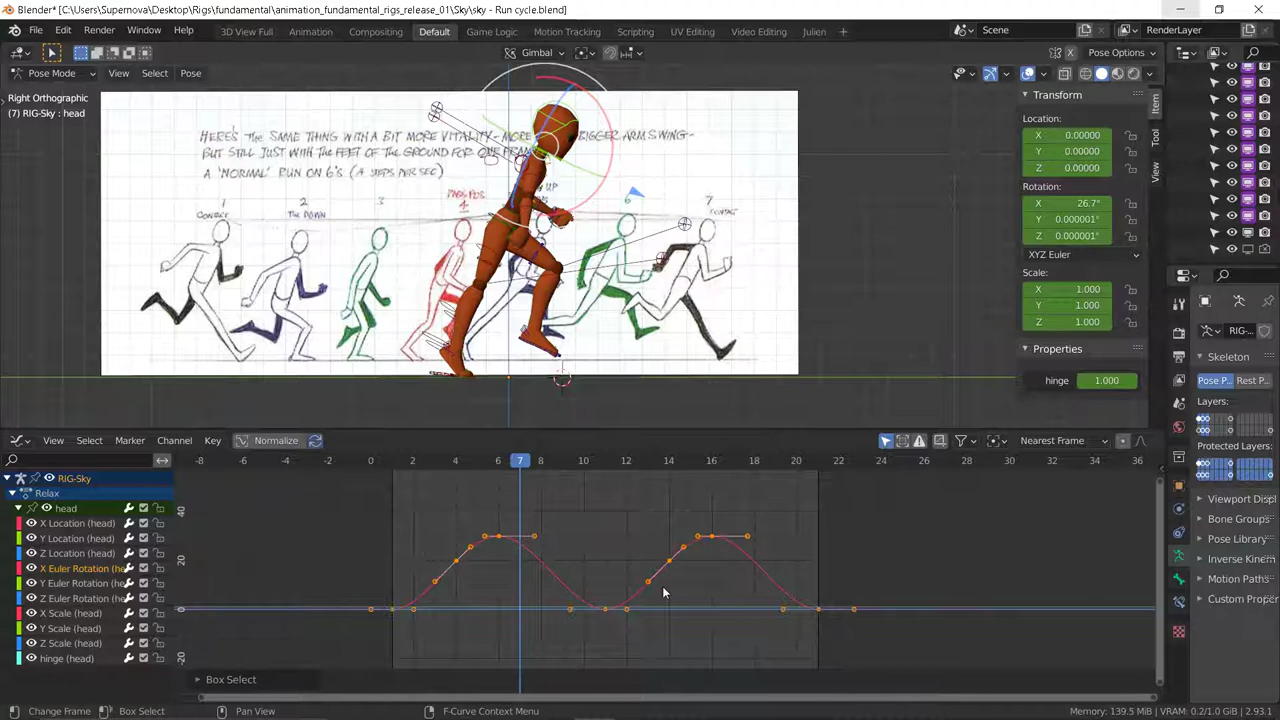 Blender* [C:\Users\Supernova\Desktop\Rigs\fundamental\animation_fundamental_rigs_release_01\Sky\sky - Run cycle.blend]
File Edit Render Window Help 3D View Full Animation Compositing Default Game Logic Motion Tracking Scripting UV Editing Video Editing Julien Scene RenderLayer
Gimbal Pose Options
Pose Mode View Select Pose
Right Orthographic
(7) RIG-Sky : head
HERE'S THE SAME THING WITH A BIT MORE VITALITY - MORE BIGGER ARM SWING -
BUT STILL JUST WITH THE FEET OF THE GROUND FOR ONE FRAME
A 'NORMAL' RUN ON 6'S (4 STEPS PER SEC)
1 2 3 4 6 7
CONTACT THE DOWN PASS POS UP CONTACT
Transform
Location:
X 0.00000
Y 0.00000
Z 0.00000
Rotation:
X 26.7°
Y 0.000001°
Z 0.000001°
XYZ Euler
Scale:
X 1.000
Y 1.000
Z 1.000
Properties
hinge 1.000
Item
Tool
View
RIG-...
Skeleton
Pose P... Rest P...
Layers:
Protected Layers:
Viewport Displ
Bone Groups
Pose Library
Inverse Kinem
Motion Paths
Custom Proper
View Select Marker Channel Key Normalize Nearest Frame
-8 -6 -4 -2 0 2 4 6 7 8 10 12 14 16 18 20 22 24 26 28 30 32 34 36
RIG-Sky
Relax
head
X Location (head)
Y Location (head)
Z Location (head)
X Euler Rotation (he
Y Euler Rotation (he
Z Euler Rotation (he
X Scale (head)
Y Scale (head)
Z Scale (head)
hinge (head)
40
20
0
-20
Box Select
Change Frame Box Select Pan View F-Curve Context Menu Memory: 139.5 MiB | VRAM: 0.2/1.0 GiB | 2.93.1